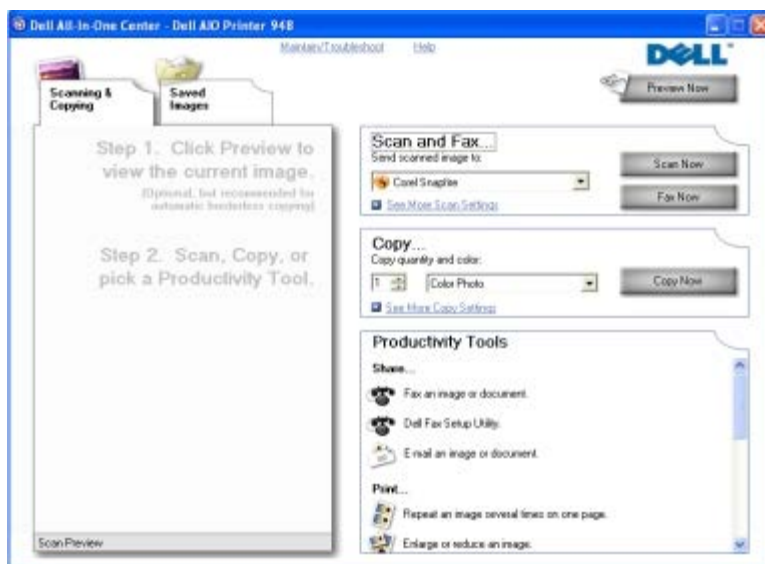 Dell All-In-One Center - Dell AIO Printer 948
Maintain/Troubleshoot Help
DELL
Preview Now
Scanning &
Copying
Saved
Images
Step 1. Click Preview to
view the current image.
(Optional, but recommended for
automatic borderless copying)
Step 2. Scan, Copy, or
pick a Productivity Tool.
Scan Preview
Scan and Fax...
Send scanned image to:
Corel Snapfire
See More Scan Settings
Scan Now
Fax Now
Copy...
Copy quantity and color:
1 Color Photo
See More Copy Settings
Copy Now
Productivity Tools
Share...
Fax an image or document.
Dell Fax Setup Utility.
E-mail an image or document.
Print...
Repeat an image several times on one page.
Enlarge or reduce an image.